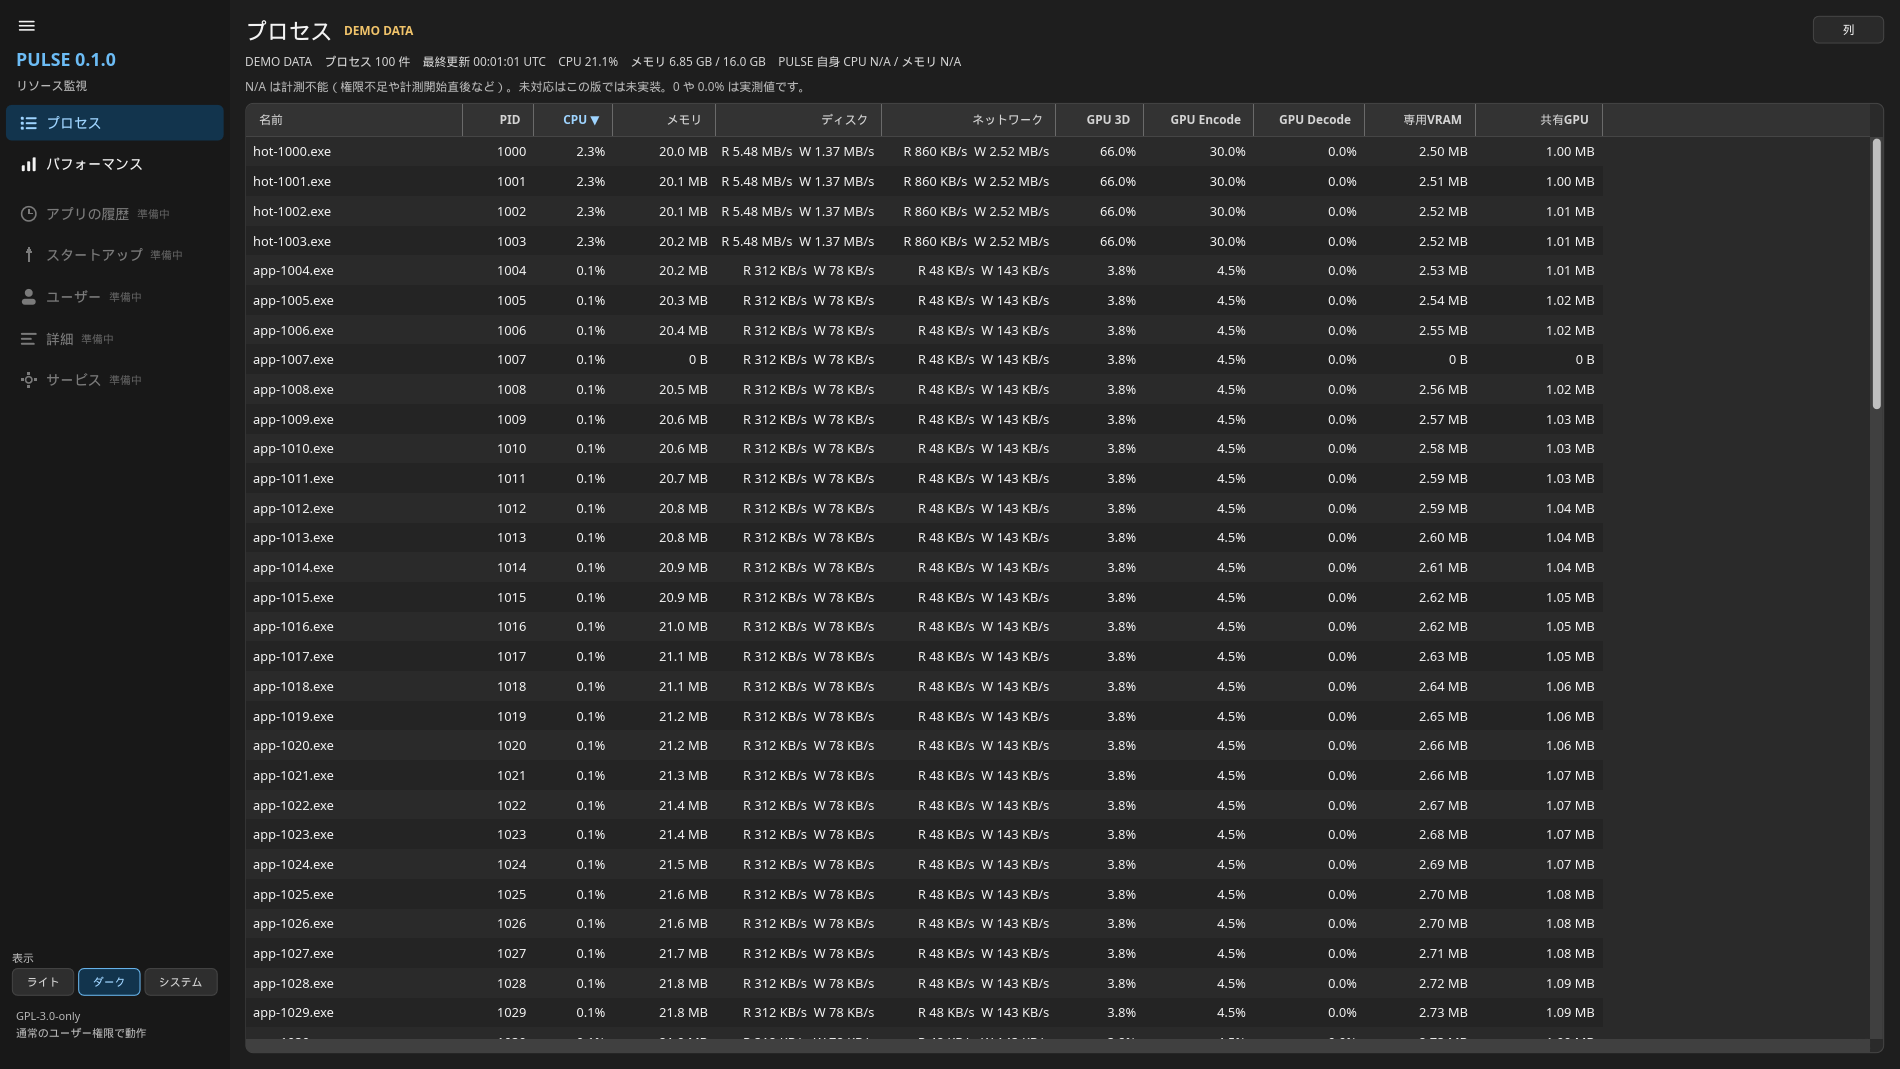 PULSE 0.1.0
リソース監視
プロセス
パフォーマンス
アプリの履歴 準備中
スタートアップ 準備中
ユーザー 準備中
詳細 準備中
サービス 準備中
表示
ライト ダーク システム
GPL-3.0-only
通常のユーザー権限で動作
プロセス DEMO DATA
列
DEMO DATA プロセス 100 件 最終更新 00:01:01 UTC CPU 21.1% メモリ 6.85 GB / 16.0 GB PULSE 自身 CPU N/A / メモリ N/A
N/A は計測不能（権限不足や計測開始直後など）。未対応はこの版では未実装。0 や 0.0% は実測値です。
名前 PID CPU ▼ メモリ ディスク ネットワーク GPU 3D GPU Encode GPU Decode 専用VRAM 共有GPU
hot-1000.exe 1000 2.3% 20.0 MB R 5.48 MB/s W 1.37 MB/s R 860 KB/s W 2.52 MB/s 66.0% 30.0% 0.0% 2.50 MB 1.00 MB
hot-1001.exe 1001 2.3% 20.1 MB R 5.48 MB/s W 1.37 MB/s R 860 KB/s W 2.52 MB/s 66.0% 30.0% 0.0% 2.51 MB 1.00 MB
hot-1002.exe 1002 2.3% 20.1 MB R 5.48 MB/s W 1.37 MB/s R 860 KB/s W 2.52 MB/s 66.0% 30.0% 0.0% 2.52 MB 1.01 MB
hot-1003.exe 1003 2.3% 20.2 MB R 5.48 MB/s W 1.37 MB/s R 860 KB/s W 2.52 MB/s 66.0% 30.0% 0.0% 2.52 MB 1.01 MB
app-1004.exe 1004 0.1% 20.2 MB R 312 KB/s W 78 KB/s R 48 KB/s W 143 KB/s 3.8% 4.5% 0.0% 2.53 MB 1.01 MB
app-1005.exe 1005 0.1% 20.3 MB R 312 KB/s W 78 KB/s R 48 KB/s W 143 KB/s 3.8% 4.5% 0.0% 2.54 MB 1.02 MB
app-1006.exe 1006 0.1% 20.4 MB R 312 KB/s W 78 KB/s R 48 KB/s W 143 KB/s 3.8% 4.5% 0.0% 2.55 MB 1.02 MB
app-1007.exe 1007 0.1% 0 B R 312 KB/s W 78 KB/s R 48 KB/s W 143 KB/s 3.8% 4.5% 0.0% 0 B 0 B
app-1008.exe 1008 0.1% 20.5 MB R 312 KB/s W 78 KB/s R 48 KB/s W 143 KB/s 3.8% 4.5% 0.0% 2.56 MB 1.02 MB
app-1009.exe 1009 0.1% 20.6 MB R 312 KB/s W 78 KB/s R 48 KB/s W 143 KB/s 3.8% 4.5% 0.0% 2.57 MB 1.03 MB
app-1010.exe 1010 0.1% 20.6 MB R 312 KB/s W 78 KB/s R 48 KB/s W 143 KB/s 3.8% 4.5% 0.0% 2.58 MB 1.03 MB
app-1011.exe 1011 0.1% 20.7 MB R 312 KB/s W 78 KB/s R 48 KB/s W 143 KB/s 3.8% 4.5% 0.0% 2.59 MB 1.03 MB
app-1012.exe 1012 0.1% 20.8 MB R 312 KB/s W 78 KB/s R 48 KB/s W 143 KB/s 3.8% 4.5% 0.0% 2.59 MB 1.04 MB
app-1013.exe 1013 0.1% 20.8 MB R 312 KB/s W 78 KB/s R 48 KB/s W 143 KB/s 3.8% 4.5% 0.0% 2.60 MB 1.04 MB
app-1014.exe 1014 0.1% 20.9 MB R 312 KB/s W 78 KB/s R 48 KB/s W 143 KB/s 3.8% 4.5% 0.0% 2.61 MB 1.04 MB
app-1015.exe 1015 0.1% 20.9 MB R 312 KB/s W 78 KB/s R 48 KB/s W 143 KB/s 3.8% 4.5% 0.0% 2.62 MB 1.05 MB
app-1016.exe 1016 0.1% 21.0 MB R 312 KB/s W 78 KB/s R 48 KB/s W 143 KB/s 3.8% 4.5% 0.0% 2.62 MB 1.05 MB
app-1017.exe 1017 0.1% 21.1 MB R 312 KB/s W 78 KB/s R 48 KB/s W 143 KB/s 3.8% 4.5% 0.0% 2.63 MB 1.05 MB
app-1018.exe 1018 0.1% 21.1 MB R 312 KB/s W 78 KB/s R 48 KB/s W 143 KB/s 3.8% 4.5% 0.0% 2.64 MB 1.06 MB
app-1019.exe 1019 0.1% 21.2 MB R 312 KB/s W 78 KB/s R 48 KB/s W 143 KB/s 3.8% 4.5% 0.0% 2.65 MB 1.06 MB
app-1020.exe 1020 0.1% 21.2 MB R 312 KB/s W 78 KB/s R 48 KB/s W 143 KB/s 3.8% 4.5% 0.0% 2.66 MB 1.06 MB
app-1021.exe 1021 0.1% 21.3 MB R 312 KB/s W 78 KB/s R 48 KB/s W 143 KB/s 3.8% 4.5% 0.0% 2.66 MB 1.07 MB
app-1022.exe 1022 0.1% 21.4 MB R 312 KB/s W 78 KB/s R 48 KB/s W 143 KB/s 3.8% 4.5% 0.0% 2.67 MB 1.07 MB
app-1023.exe 1023 0.1% 21.4 MB R 312 KB/s W 78 KB/s R 48 KB/s W 143 KB/s 3.8% 4.5% 0.0% 2.68 MB 1.07 MB
app-1024.exe 1024 0.1% 21.5 MB R 312 KB/s W 78 KB/s R 48 KB/s W 143 KB/s 3.8% 4.5% 0.0% 2.69 MB 1.07 MB
app-1025.exe 1025 0.1% 21.6 MB R 312 KB/s W 78 KB/s R 48 KB/s W 143 KB/s 3.8% 4.5% 0.0% 2.70 MB 1.08 MB
app-1026.exe 1026 0.1% 21.6 MB R 312 KB/s W 78 KB/s R 48 KB/s W 143 KB/s 3.8% 4.5% 0.0% 2.70 MB 1.08 MB
app-1027.exe 1027 0.1% 21.7 MB R 312 KB/s W 78 KB/s R 48 KB/s W 143 KB/s 3.8% 4.5% 0.0% 2.71 MB 1.08 MB
app-1028.exe 1028 0.1% 21.8 MB R 312 KB/s W 78 KB/s R 48 KB/s W 143 KB/s 3.8% 4.5% 0.0% 2.72 MB 1.09 MB
app-1029.exe 1029 0.1% 21.8 MB R 312 KB/s W 78 KB/s R 48 KB/s W 143 KB/s 3.8% 4.5% 0.0% 2.73 MB 1.09 MB